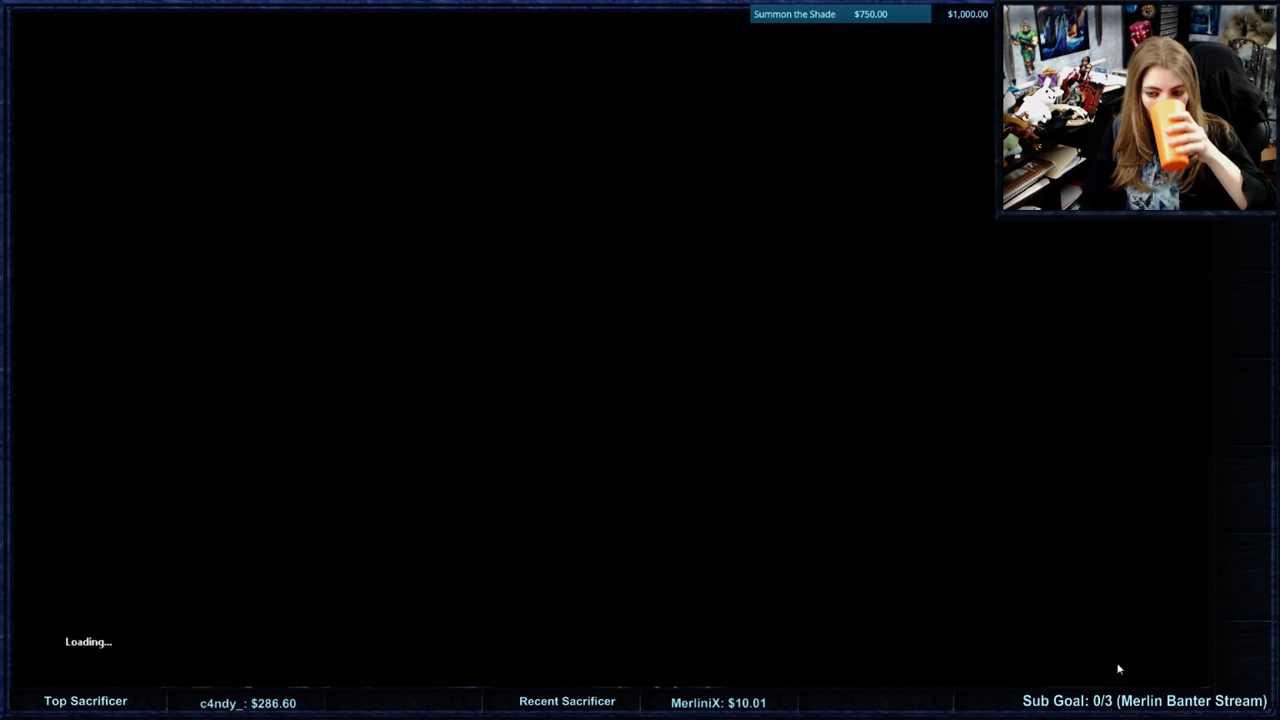 Summon the Shade $750.00 $1,000.00
Loading...
Top Sacrificer c4ndy_: $286.60 Recent Sacrificer MerliniX: $10.01 Sub Goal: 0/3 (Merlin Banter Stream)